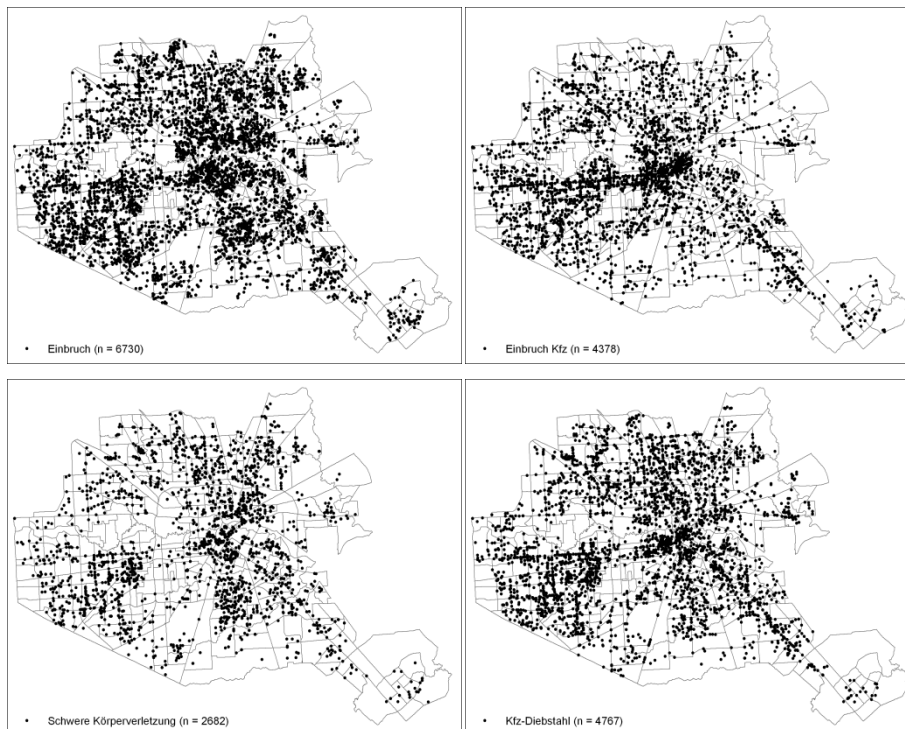 Einbruch (n = 6730)
Einbruch Kfz (n = 4378)
Schwere Körperverletzung (n = 2682)
Kfz-Diebstahl (n = 4767)